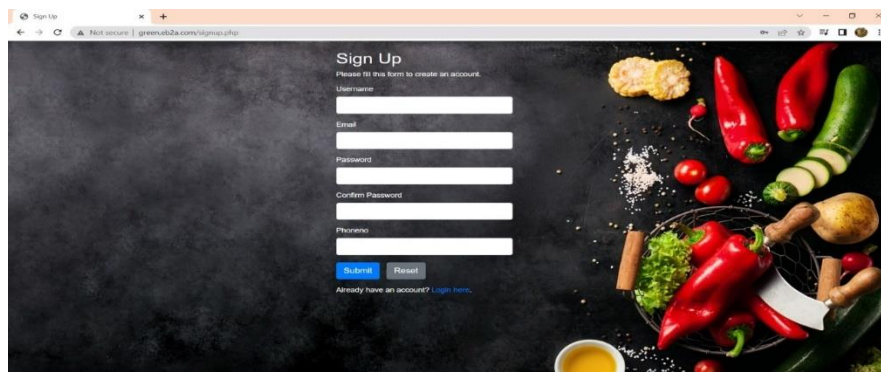 Sign Up
Not secure | green.eb2a.com/signup.php
Sign Up
Please fill this form to create an account.
Username
Email
Password
Confirm Password
Phoneno
Submit Reset
Already have an account? Login here.